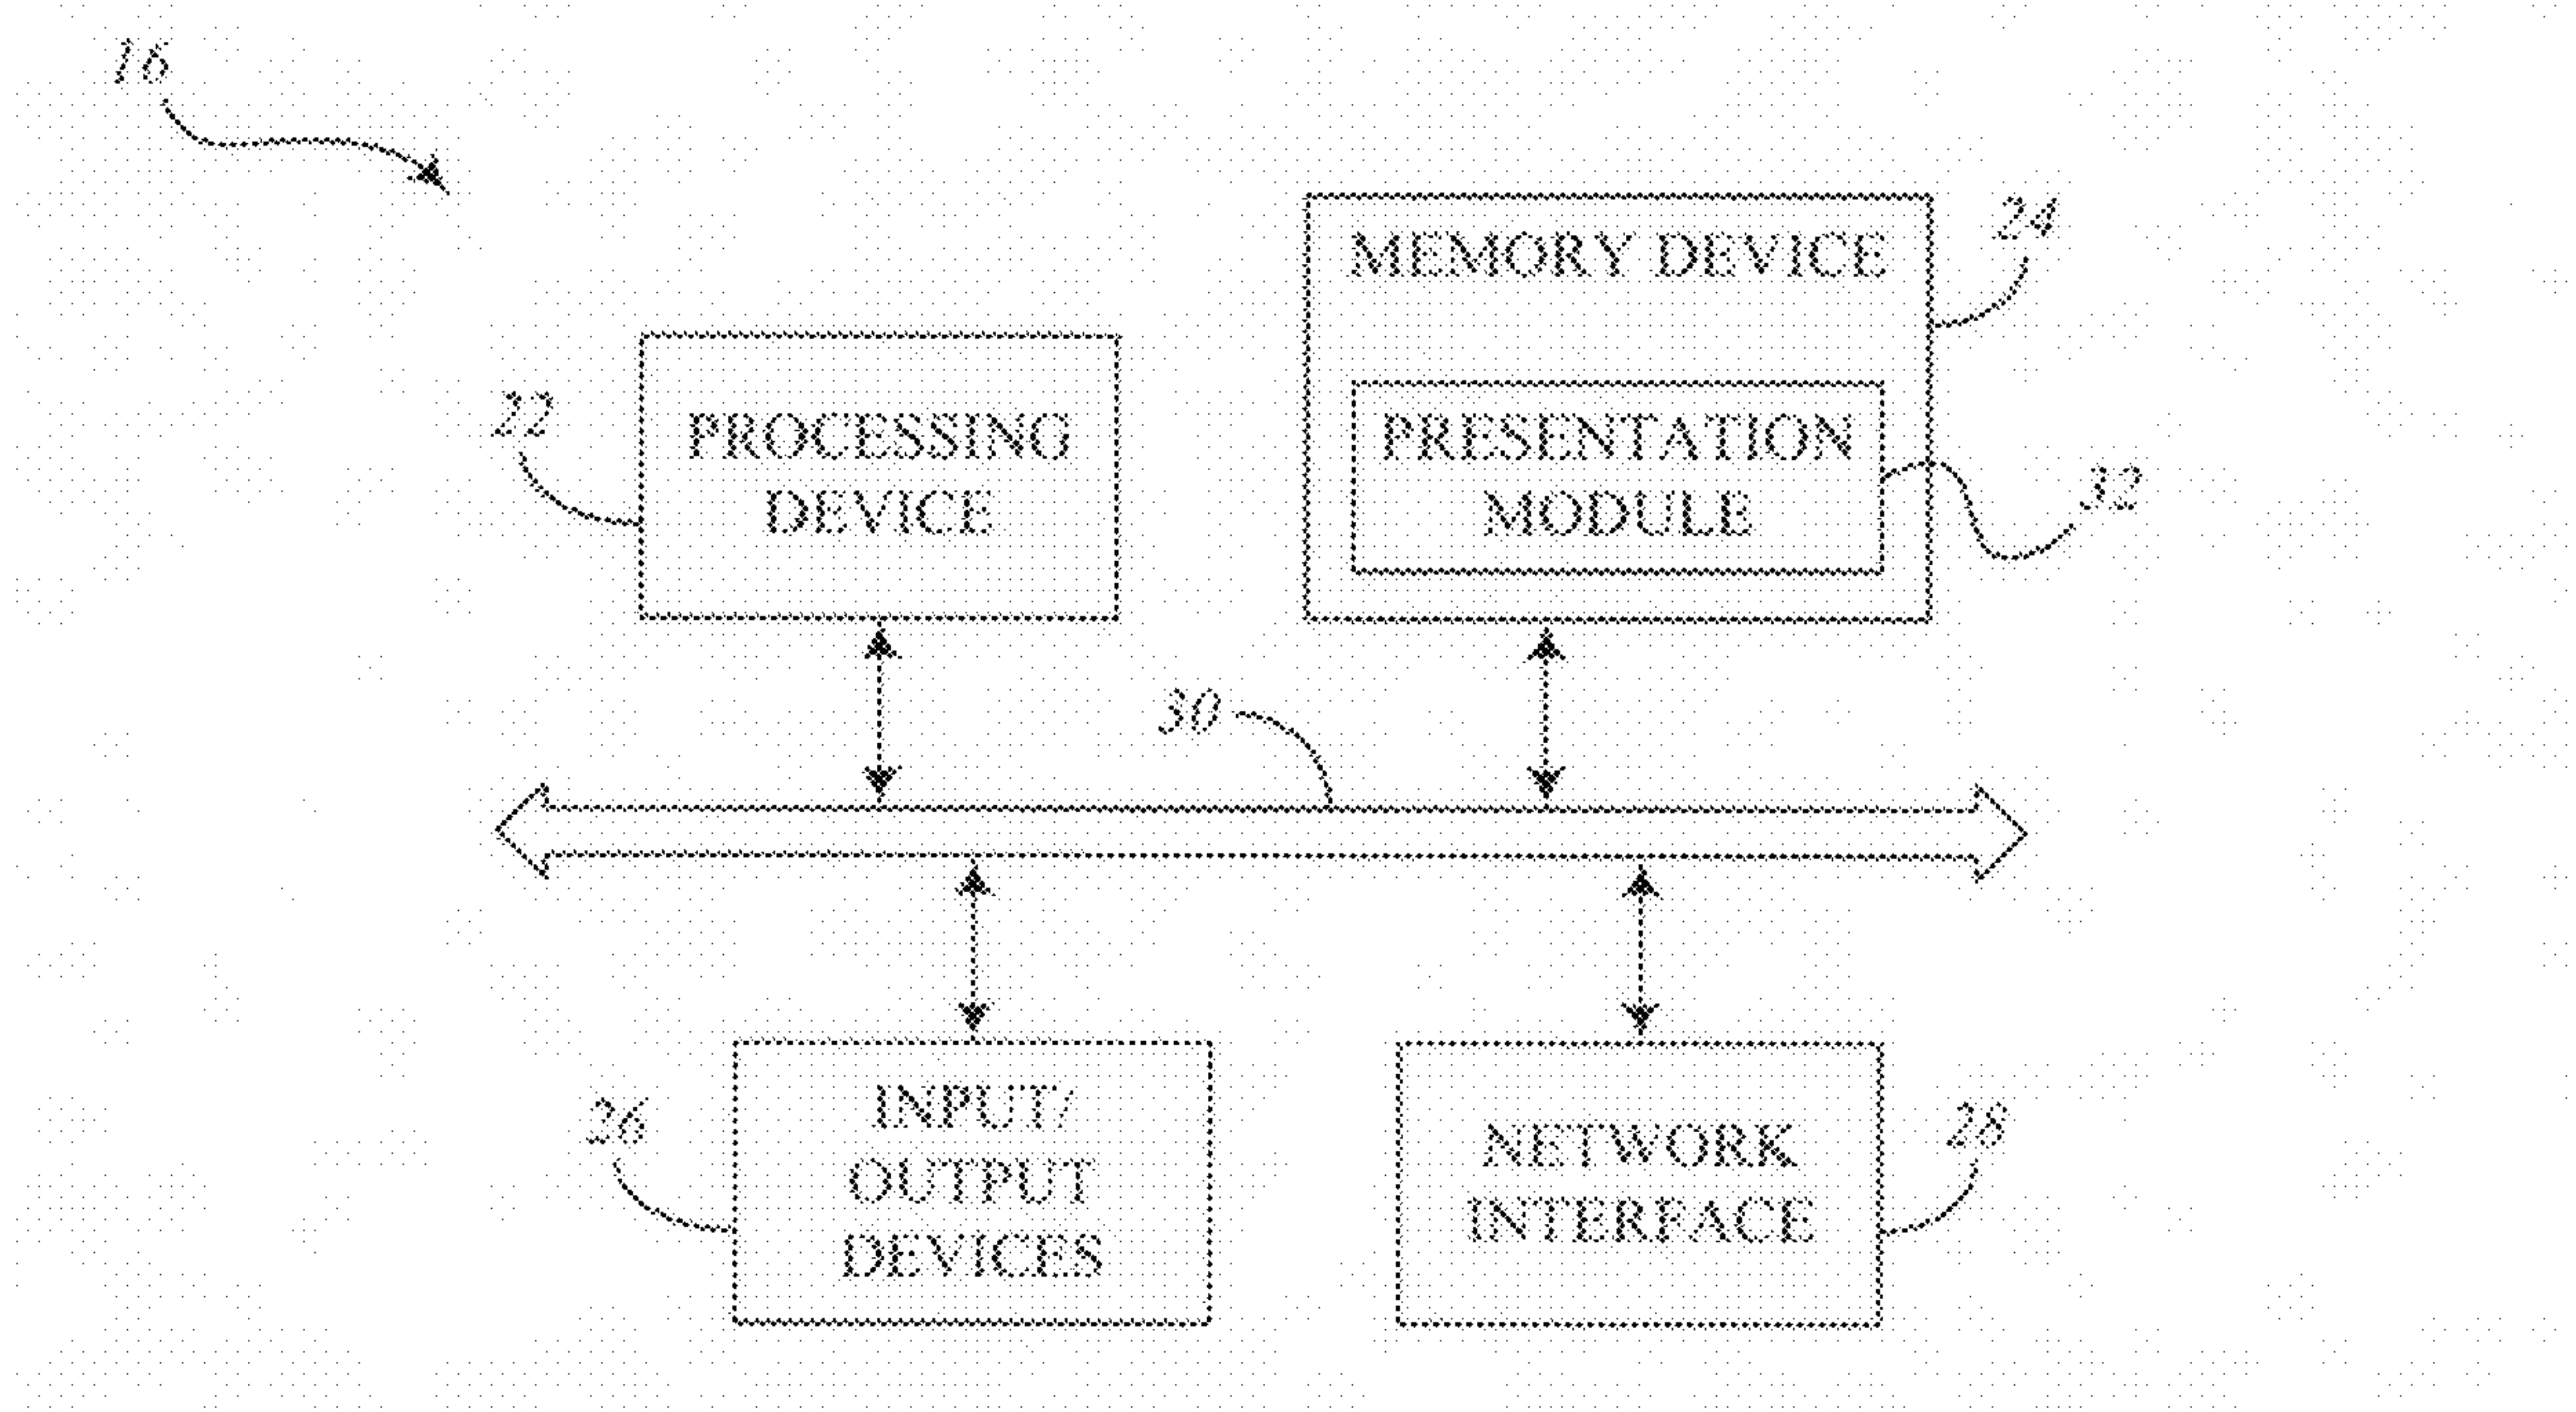 16
MEMORY DEVICE
24
22
PROCESSING
DEVICE
PRESENTATION
MODULE
32
30
INPUT/
OUTPUT
DEVICES
26
NETWORK
INTERFACE
28